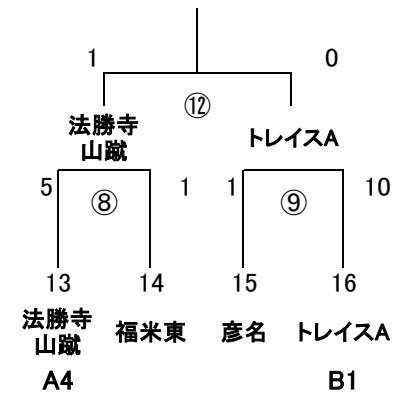 1 0
⑫
法勝寺
山蹴
トレイスA
5 ⑧ 1 1 ⑨ 10
13 14 15 16
法勝寺
山蹴
福米東 彦名 トレイスA
A4 B1